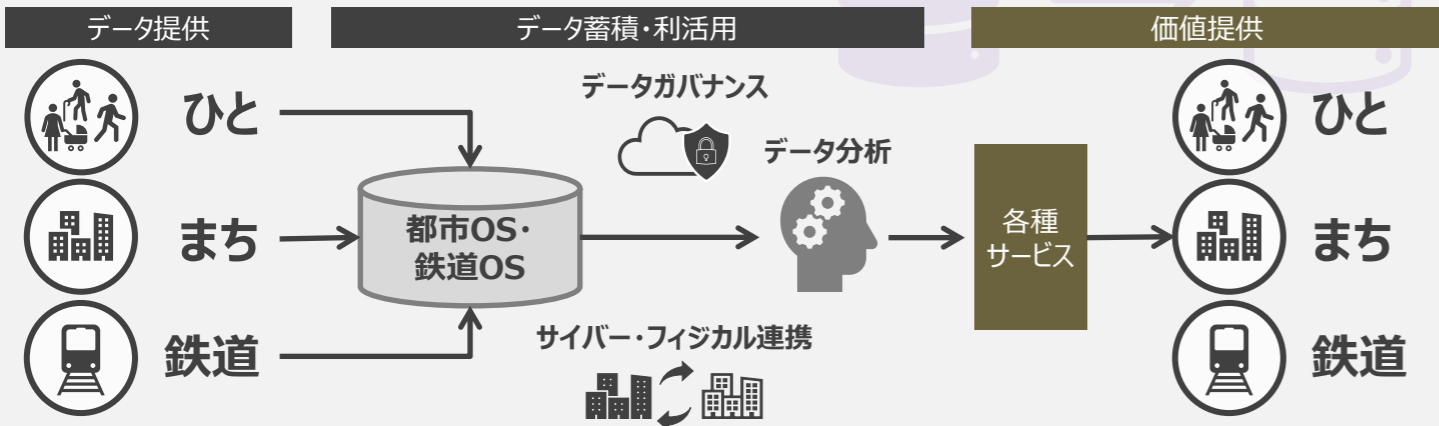 データ提供
データ蓄積・利活用
価値提供
ひと
まち
鉄道
都市OS・
鉄道OS
データガバナンス
データ分析
サイバー・フィジカル連携
各種
サービス
ひと
まち
鉄道